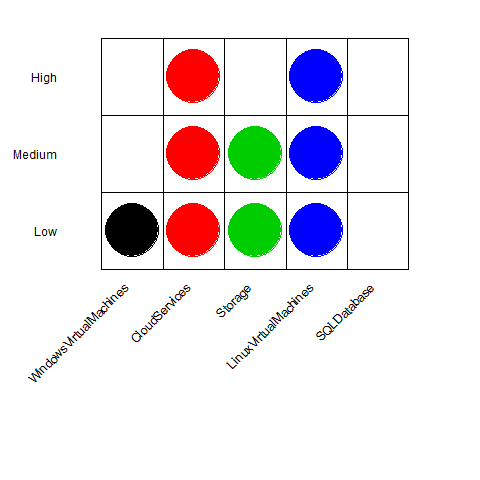 High
Medium
Low
WindowsVirtualMachines
CloudServices
Storage
LinuxVirtualMachines
SQLDatabase